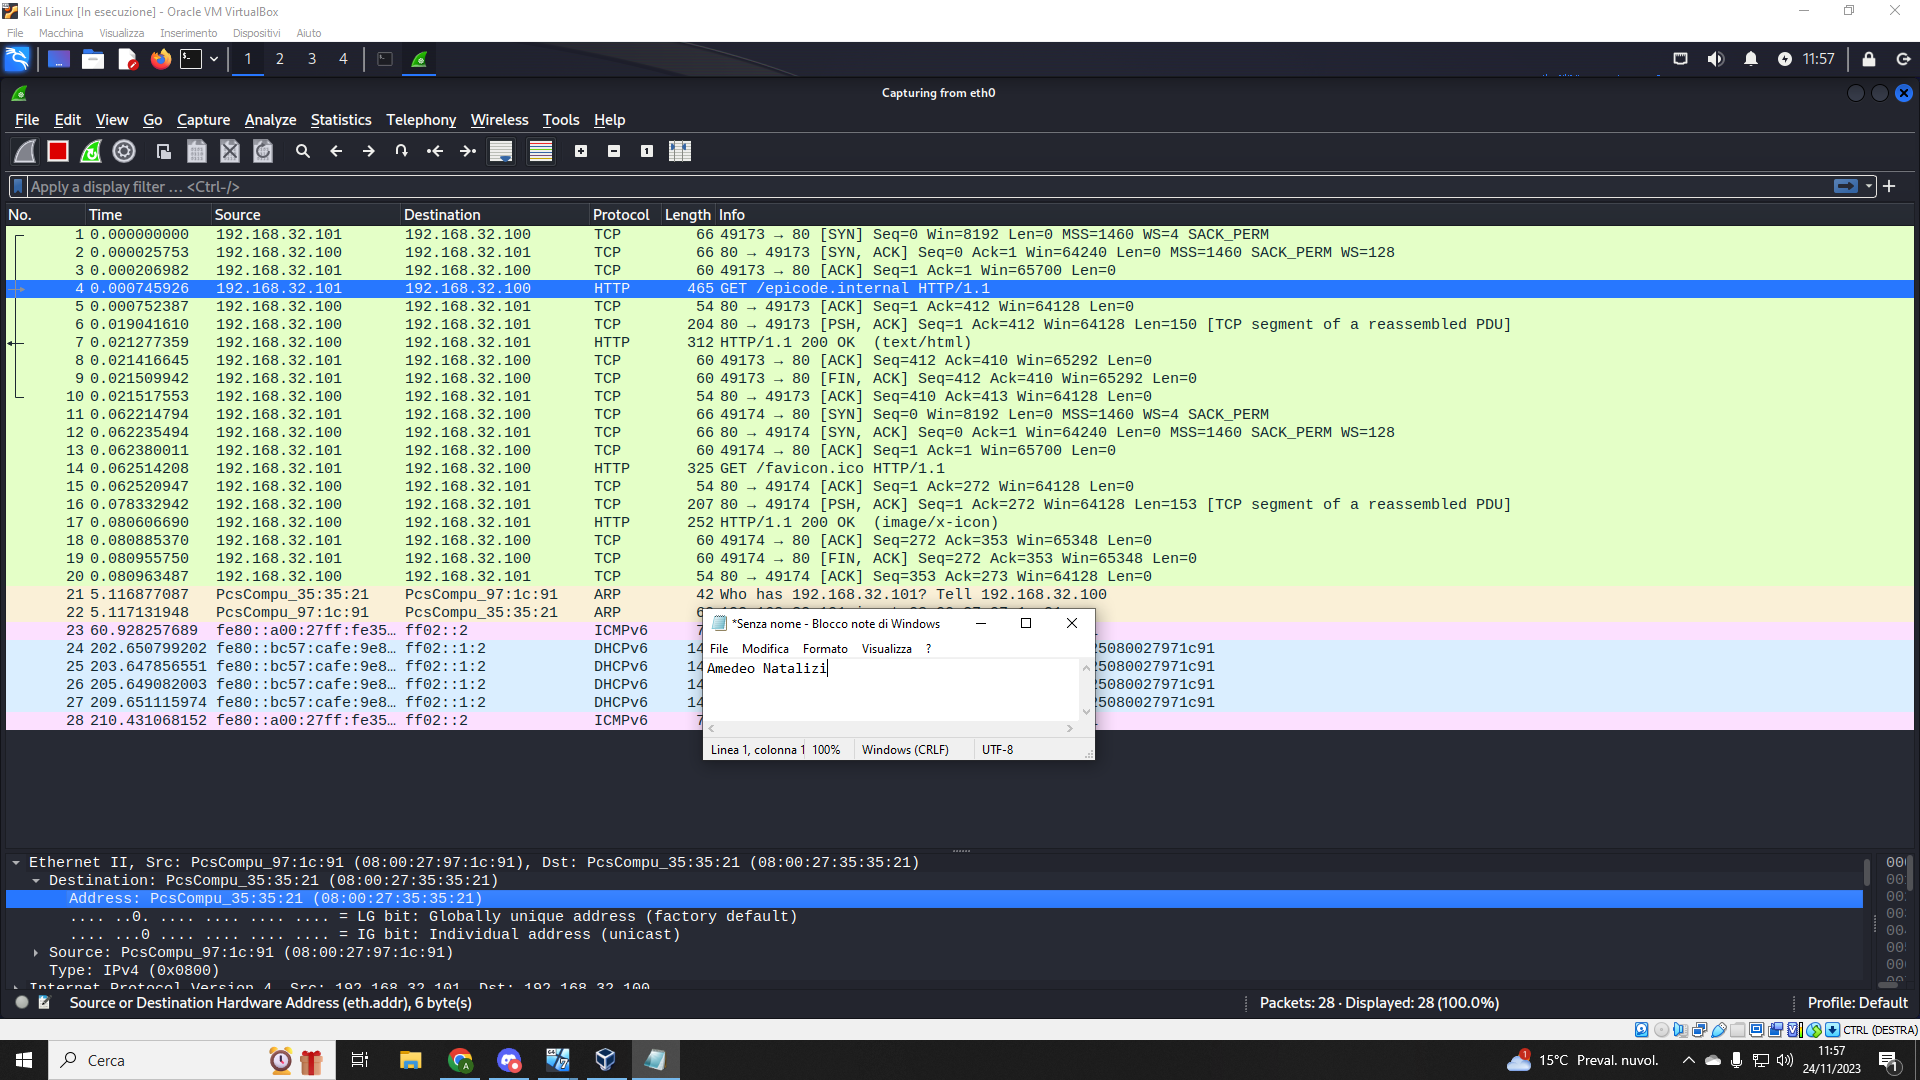 Kali Linux [In esecuzione] - Oracle VM VirtualBox
File Macchina Visualizza Inserimento Dispositivi Aiuto
1 2 3 4 11:57
Capturing from eth0
File Edit View Go Capture Analyze Statistics Telephony Wireless Tools Help
Apply a display filter … <Ctrl-/>
No. Time Source Destination Protocol Length Info
1 0.000000000 192.168.32.101 192.168.32.100 TCP 66 49173 → 80 [SYN] Seq=0 Win=8192 Len=0 MSS=1460 WS=4 SACK_PERM
2 0.000025753 192.168.32.100 192.168.32.101 TCP 66 80 → 49173 [SYN, ACK] Seq=0 Ack=1 Win=64240 Len=0 MSS=1460 SACK_PERM WS=128
3 0.000206982 192.168.32.101 192.168.32.100 TCP 60 49173 → 80 [ACK] Seq=1 Ack=1 Win=65700 Len=0
4 0.000745926 192.168.32.101 192.168.32.100 HTTP 465 GET /epicode.internal HTTP/1.1
5 0.000752387 192.168.32.100 192.168.32.101 TCP 54 80 → 49173 [ACK] Seq=1 Ack=412 Win=64128 Len=0
6 0.019041610 192.168.32.100 192.168.32.101 TCP 204 80 → 49173 [PSH, ACK] Seq=1 Ack=412 Win=64128 Len=150 [TCP segment of a reassembled PDU]
7 0.021277359 192.168.32.100 192.168.32.101 HTTP 312 HTTP/1.1 200 OK (text/html)
8 0.021416645 192.168.32.101 192.168.32.100 TCP 60 49173 → 80 [ACK] Seq=412 Ack=410 Win=65292 Len=0
9 0.021509942 192.168.32.101 192.168.32.100 TCP 60 49173 → 80 [FIN, ACK] Seq=412 Ack=410 Win=65292 Len=0
10 0.021517553 192.168.32.100 192.168.32.101 TCP 54 80 → 49173 [ACK] Seq=410 Ack=413 Win=64128 Len=0
11 0.062214794 192.168.32.101 192.168.32.100 TCP 66 49174 → 80 [SYN] Seq=0 Win=8192 Len=0 MSS=1460 WS=4 SACK_PERM
12 0.062235494 192.168.32.100 192.168.32.101 TCP 66 80 → 49174 [SYN, ACK] Seq=0 Ack=1 Win=64240 Len=0 MSS=1460 SACK_PERM WS=128
13 0.062380011 192.168.32.101 192.168.32.100 TCP 60 49174 → 80 [ACK] Seq=1 Ack=1 Win=65700 Len=0
14 0.062514208 192.168.32.101 192.168.32.100 HTTP 325 GET /favicon.ico HTTP/1.1
15 0.062520947 192.168.32.100 192.168.32.101 TCP 54 80 → 49174 [ACK] Seq=1 Ack=272 Win=64128 Len=0
16 0.078332942 192.168.32.100 192.168.32.101 TCP 207 80 → 49174 [PSH, ACK] Seq=1 Ack=272 Win=64128 Len=153 [TCP segment of a reassembled PDU]
17 0.080606690 192.168.32.100 192.168.32.101 HTTP 252 HTTP/1.1 200 OK (image/x-icon)
18 0.080885370 192.168.32.101 192.168.32.100 TCP 60 49174 → 80 [ACK] Seq=272 Ack=353 Win=65348 Len=0
19 0.080955750 192.168.32.101 192.168.32.100 TCP 60 49174 → 80 [FIN, ACK] Seq=272 Ack=353 Win=65348 Len=0
20 0.080963487 192.168.32.100 192.168.32.101 TCP 54 80 → 49174 [ACK] Seq=353 Ack=273 Win=64128 Len=0
21 5.116877087 PcsCompu_35:35:21 PcsCompu_97:1c:91 ARP 42 Who has 192.168.32.101? Tell 192.168.32.100
22 5.117131948 PcsCompu_97:1c:91 PcsCompu_35:35:21 ARP
23 60.928257689 fe80::a00:27ff:fe35… ff02::2 ICMPv6
24 202.650799202 fe80::bc57:cafe:9e8… ff02::1:2 DHCPv6 25080027971c91
25 203.647856551 fe80::bc57:cafe:9e8… ff02::1:2 DHCPv6 25080027971c91
26 205.649082003 fe80::bc57:cafe:9e8… ff02::1:2 DHCPv6 25080027971c91
27 209.651115974 fe80::bc57:cafe:9e8… ff02::1:2 DHCPv6 25080027971c91
28 210.431068152 fe80::a00:27ff:fe35… ff02::2 ICMPv6
*Senza nome - Blocco note di Windows
File Modifica Formato Visualizza ?
Amedeo Natalizi
Linea 1, colonna 1 100% Windows (CRLF) UTF-8
Ethernet II, Src: PcsCompu_97:1c:91 (08:00:27:97:1c:91), Dst: PcsCompu_35:35:21 (08:00:27:35:35:21)
Destination: PcsCompu_35:35:21 (08:00:27:35:35:21)
Address: PcsCompu_35:35:21 (08:00:27:35:35:21)
.... ..0. .... .... .... .... = LG bit: Globally unique address (factory default)
.... ...0 .... .... .... .... = IG bit: Individual address (unicast)
Source: PcsCompu_97:1c:91 (08:00:27:97:1c:91)
Type: IPv4 (0x0800)
Internet Protocol Version 4, Src: 192.168.32.101, Dst: 192.168.32.100
Source or Destination Hardware Address (eth.addr), 6 byte(s) Packets: 28 · Displayed: 28 (100.0%) Profile: Default
CTRL (DESTRA)
Cerca 15°C Preval. nuvol. 11:57
24/11/2023